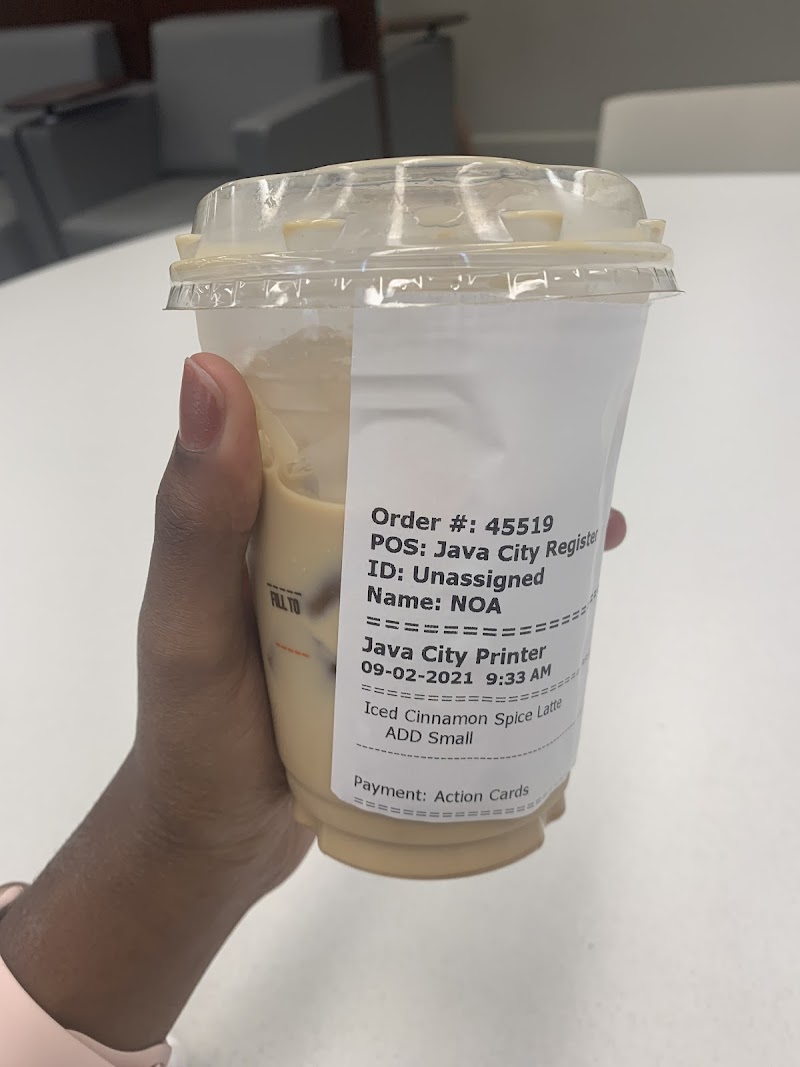 Order #: 45519
POS: Java City Register
ID: Unassigned
Name: NOA
Java City Printer
09-02-2021 9:33 AM
Iced Cinnamon Spice Latte
ADD Small
Payment: Action Cards
FILL TO